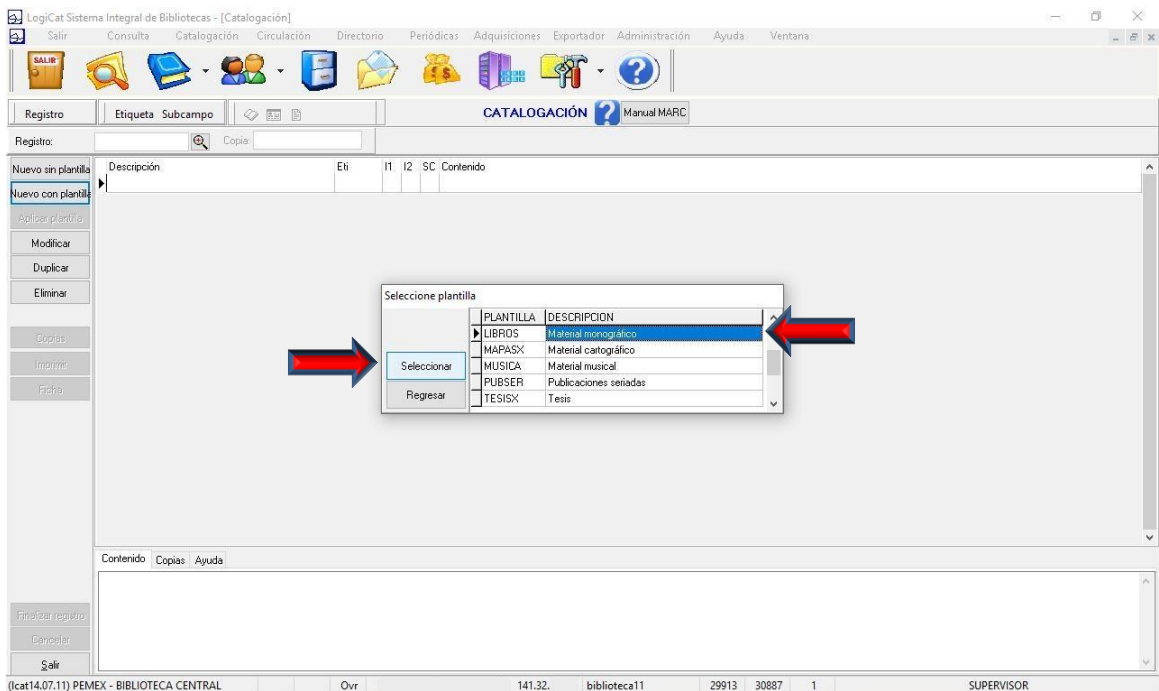 LogiCat Sistema Integral de Bibliotecas - [Catalogación]
Salir Consulta Catalogación Circulación Directorio Periódicas Adquisiciones Exportador Administración Ayuda Ventana
SALIR
Registro Etiqueta Subcampo CATALOGACIÓN Manual MARC
Registro: Copia:
Nuevo sin plantilla Descripción Eti I1 I2 SC Contenido
Nuevo con plantilla
Aplicar plantilla
Modificar
Duplicar
Eliminar
Seleccione plantilla
PLANTILLA DESCRIPCION
LIBROS Material monográfico
MAPASX Material cartográfico
MUSICA Material musical
PUBSER Publicaciones seriadas
TESISX Tesis
Seleccionar
Regresar
Copias
Imprimir
Ficha
Contenido Copias Ayuda
Finalizar registro
Cancelar
Salir
(lcat14.07.11) PEMEX - BIBLIOTECA CENTRAL Ovr 141.32. biblioteca11 29913 30887 1 SUPERVISOR